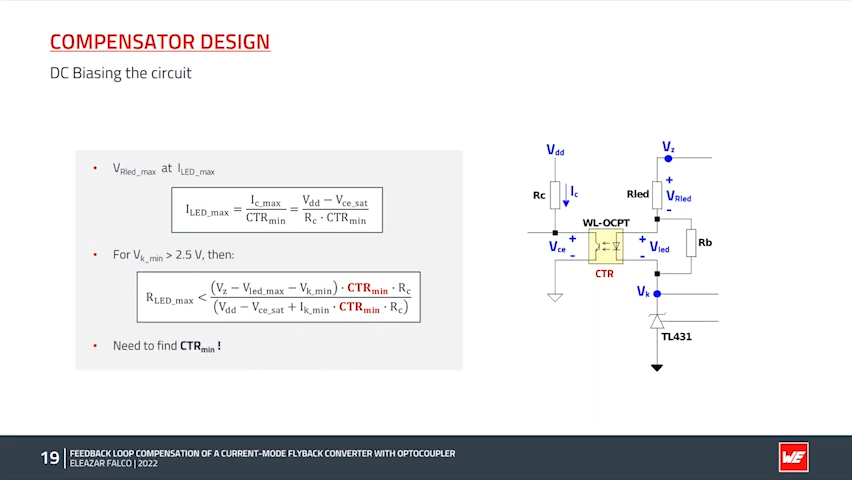 COMPENSATOR DESIGN
DC Biasing the circuit
• V_Rled_max at I_LED_max
I_LED_max = I_c_max / CTR_min = (V_dd − V_ce_sat) / (R_c · CTR_min)
• For V_k_min > 2.5 V, then:
R_LED_max < (V_z − V_led_max − V_k_min) · CTR_min · R_c / (V_dd − V_ce_sat + I_k_min · CTR_min · R_c)
• Need to find CTR_min !
V_dd
V_z
Rc
I_c
Rled
+
V_Rled
-
WL-OCPT
V_ce
+
-
+
V_led
-
Rb
CTR
V_k
TL431
19
FEEDBACK LOOP COMPENSATION OF A CURRENT-MODE FLYBACK CONVERTER WITH OPTOCOUPLER
ELEAZAR FALCO | 2022
WE